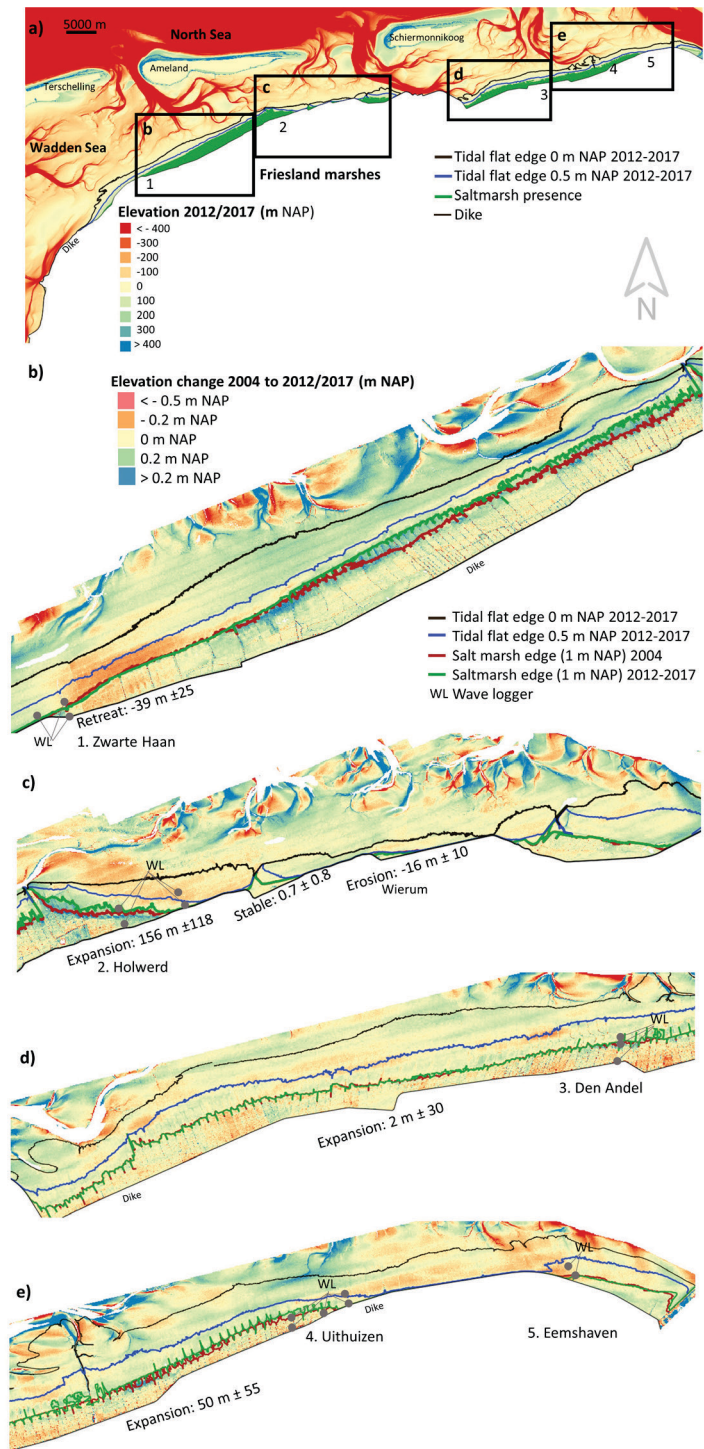 a)
5000 m
North Sea
Schiermonnikoog
Ameland
Terschelling
Wadden Sea
b
c
d
e
1
2
3
4
5
Friesland marshes
Dike
Tidal flat edge 0 m NAP 2012-2017
Tidal flat edge 0.5 m NAP 2012-2017
Saltmarsh presence
Dike
Elevation 2012/2017 (m NAP)
< - 400
-300
-200
-100
0
100
200
300
> 400
N
b)
Elevation change 2004 to 2012/2017 (m NAP)
< - 0.5 m NAP
- 0.2 m NAP
0 m NAP
0.2 m NAP
> 0.2 m NAP
Dike
Tidal flat edge 0 m NAP 2012-2017
Tidal flat edge 0.5 m NAP 2012-2017
Salt marsh edge (1 m NAP) 2004
Saltmarsh edge (1 m NAP) 2012-2017
WL Wave logger
Retreat: -39 m ±25
WL
1. Zwarte Haan
c)
WL
Expansion: 156 m ±118
2. Holwerd
Stable: 0.7 ± 0.8
Erosion: -16 m ± 10
Wierum
d)
WL
3. Den Andel
Expansion: 2 m ± 30
Dike
e)
WL
WL
Dike
4. Uithuizen
5. Eemshaven
Expansion: 50 m ± 55